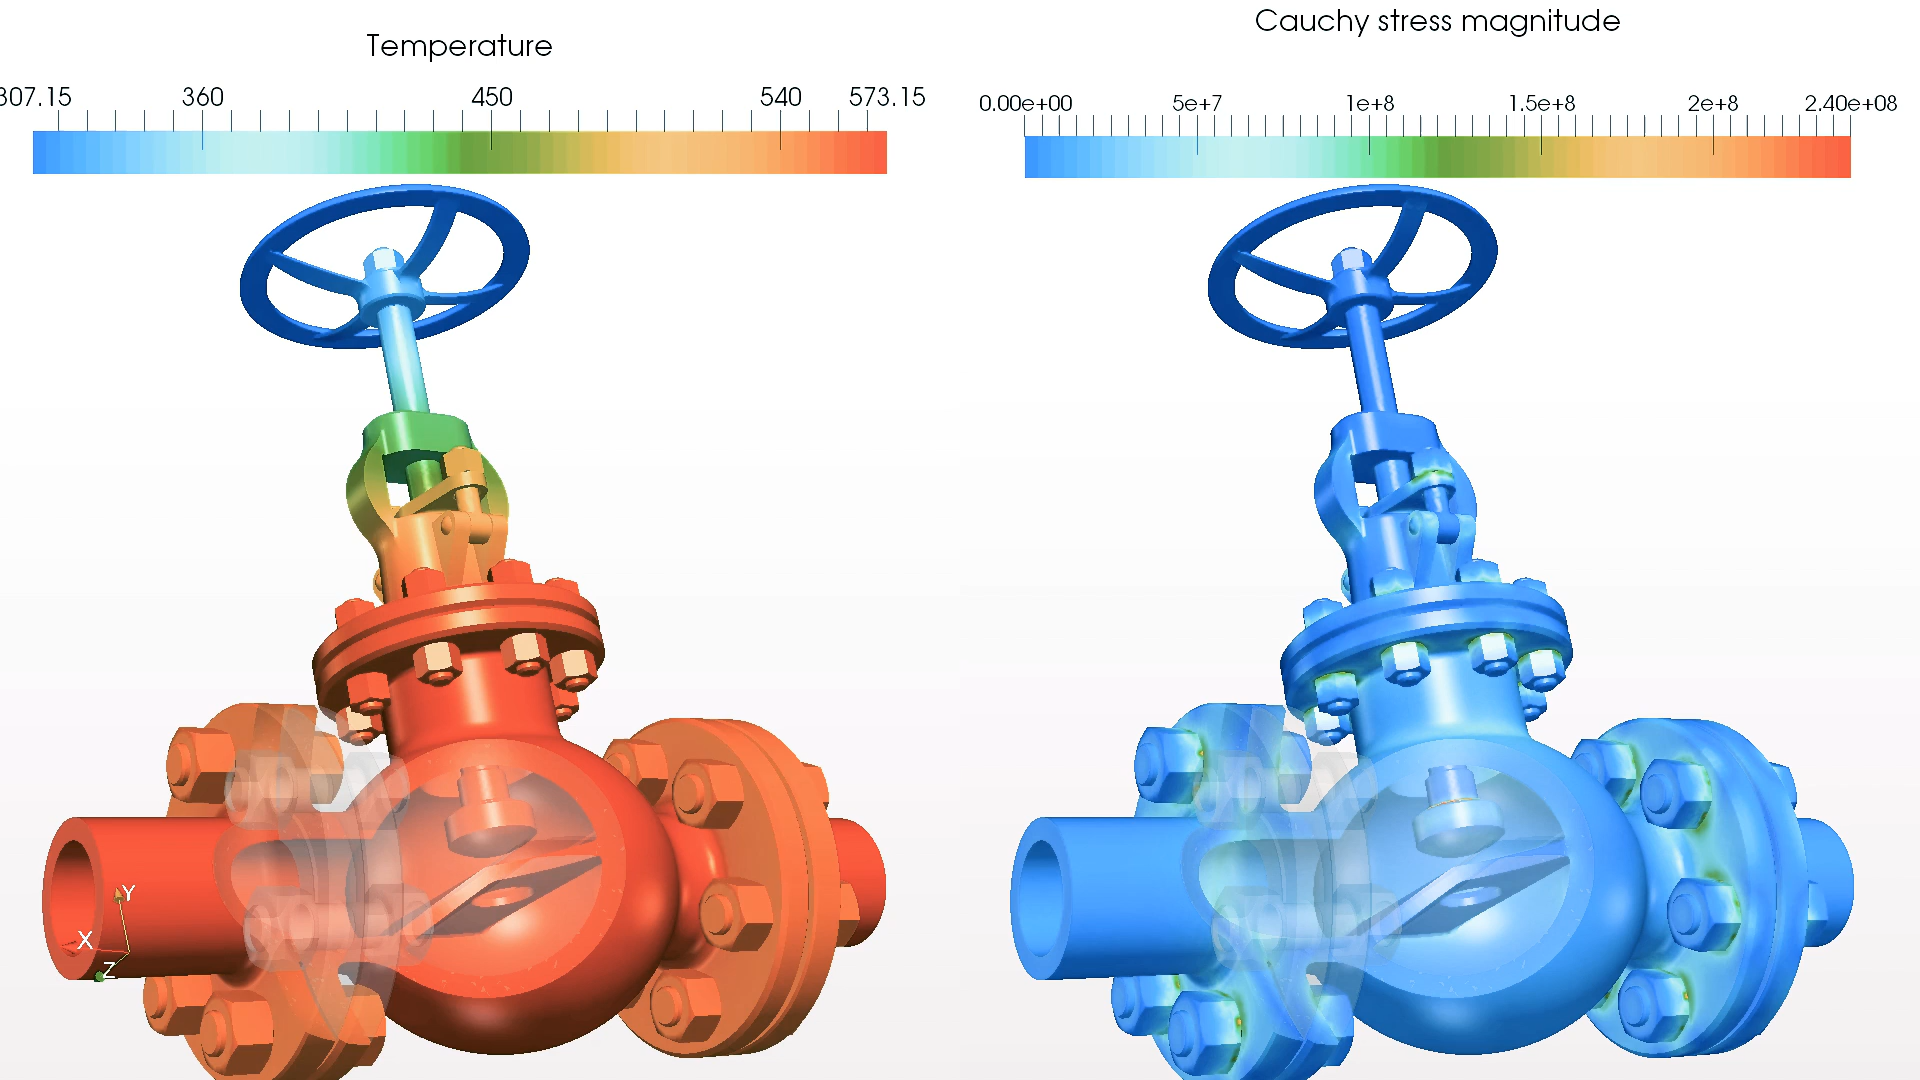 Temperature
307.15 360 450 540 573.15
Cauchy stress magnitude
0.00e+00 5e+7 1e+8 1.5e+8 2e+8 2.40e+08
Y
X
Z